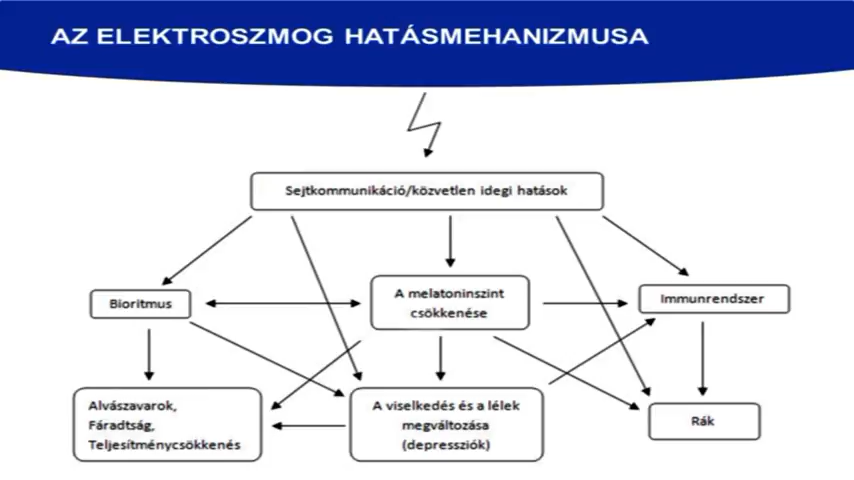 AZ ELEKTROSZMOG HATÁSMEHANIZMUSA
Sejtkommunikáció/közvetlen idegi hatások
Bioritmus
A melatoninszint
csökkenése
Immunrendszer
Alvászavarok,
Fáradtság,
Teljesítménycsökkenés
A viselkedés és a lélek
megváltozása
(depressziók)
Rák